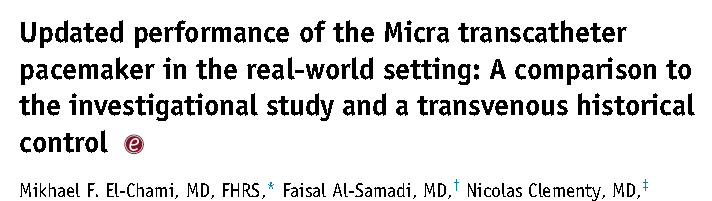 Updated performance of the Micra transcatheter
pacemaker in the real-world setting: A comparison to
the investigational study and a transvenous historical
control e
Mikhael F. El-Chami, MD, FHRS,* Faisal Al-Samadi, MD,† Nicolas Clementy, MD,‡